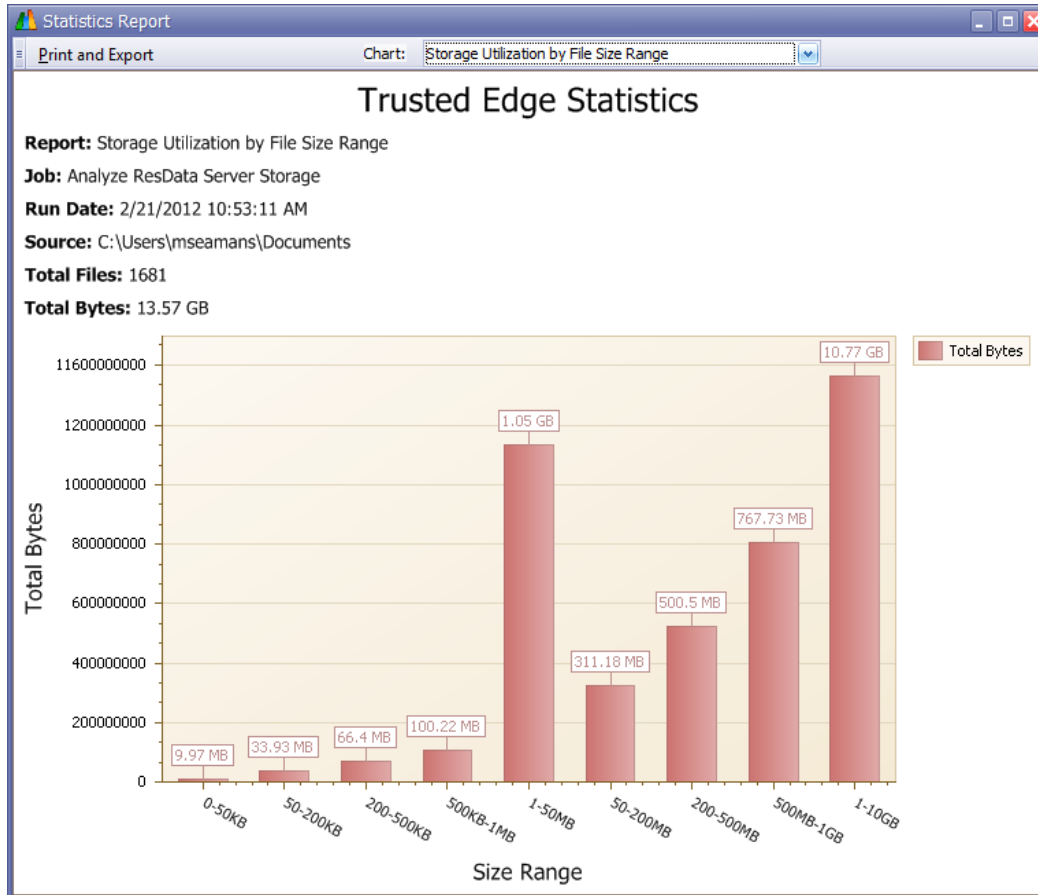 Statistics Report
Print and Export Chart: Storage Utilization by File Size Range
Trusted Edge Statistics
Report: Storage Utilization by File Size Range
Job: Analyze ResData Server Storage
Run Date: 2/21/2012 10:53:11 AM
Source: C:\Users\mseamans\Documents
Total Files: 1681
Total Bytes: 13.57 GB
Total Bytes
11600000000
1200000000
1000000000
800000000
600000000
400000000
200000000
0
9.97 MB
33.93 MB
66.4 MB
100.22 MB
1.05 GB
311.18 MB
500.5 MB
767.73 MB
10.77 GB
Total Bytes
0-50KB
50-200KB
200-500KB
500KB-1MB
1-50MB
50-200MB
200-500MB
500MB-1GB
1-10GB
Size Range